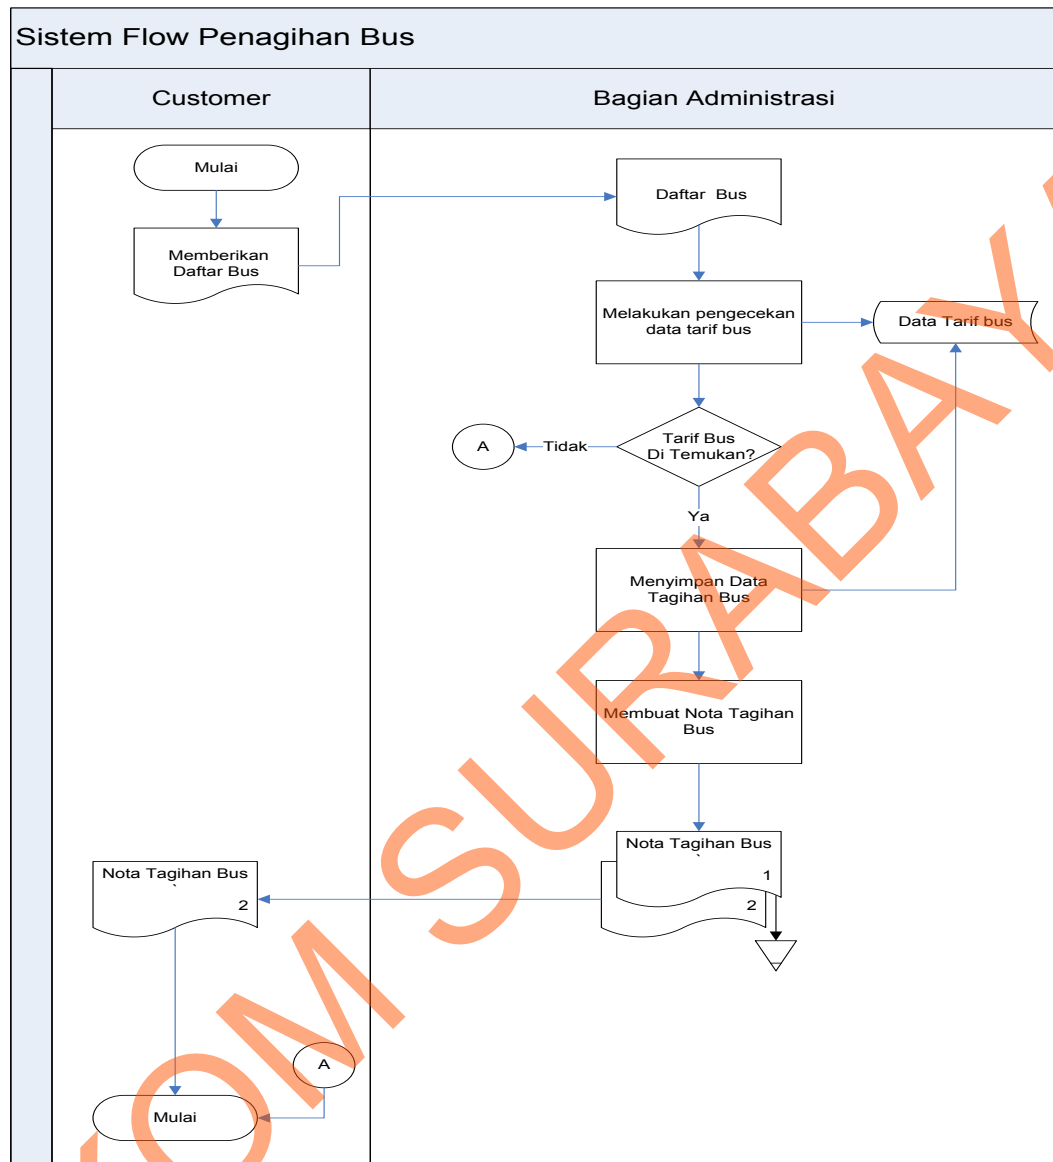 Sistem Flow Penagihan Bus
Customer
Bagian Administrasi
Mulai
Memberikan
Daftar Bus
Daftar Bus
Melakukan pengecekan
data tarif bus
Data Tarif bus
Tarif Bus
Di Temukan?
Tidak
A
Ya
Menyimpan Data
Tagihan Bus
Membuat Nota Tagihan
Bus
Nota Tagihan Bus
`
1
2
Nota Tagihan Bus
`
2
A
Mulai
OM SURABAYA